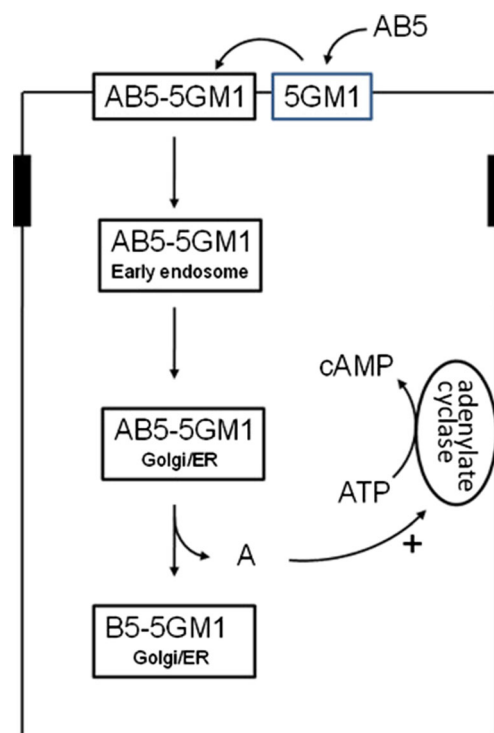 AB5
AB5-5GM1
5GM1
AB5-5GM1
Early endosome
cAMP
adenylate
cyclase
AB5-5GM1
Golgi/ER
ATP
A
+
B5-5GM1
Golgi/ER